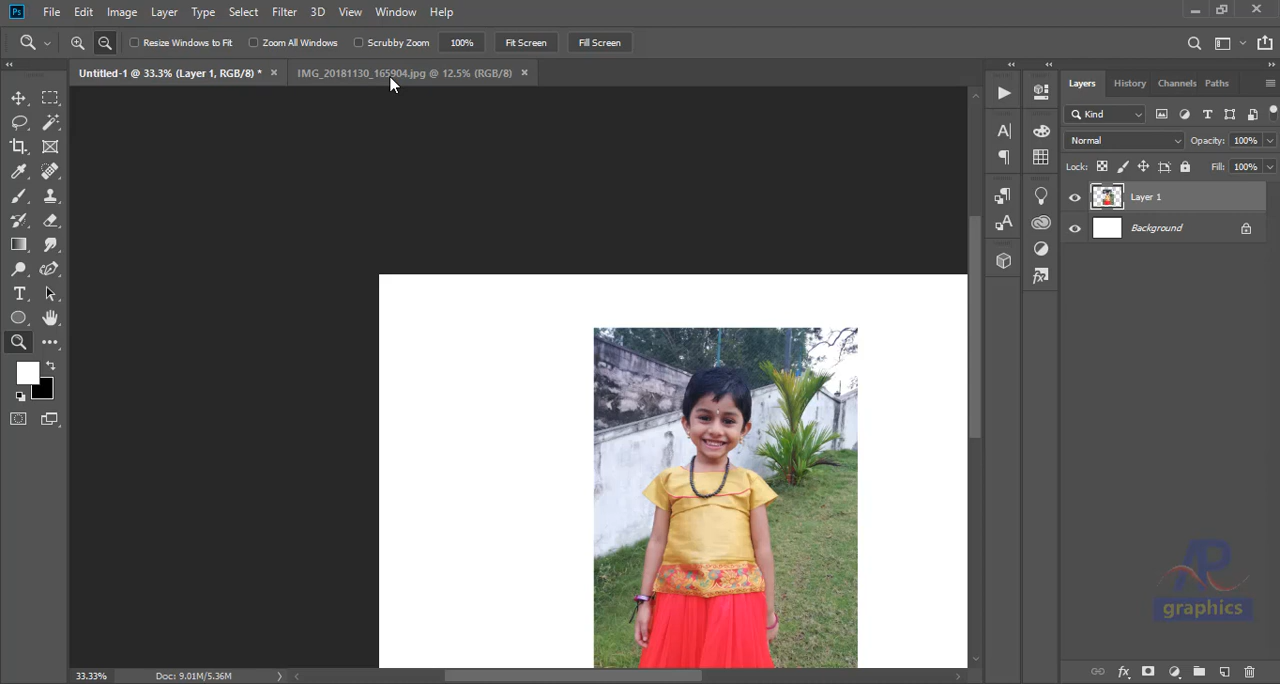 Ps File Edit Image Layer Type Select Filter 3D View Window Help
Resize Windows to Fit Zoom All Windows Scrubby Zoom 100% Fit Screen Fill Screen
Untitled-1 @ 33.3% (Layer 1, RGB/8) * × IMG_20181130_165904.jpg @ 12.5% (RGB/8) ×
Layers History Channels Paths
Kind
Normal Opacity: 100%
Lock: Fill: 100%
Layer 1
Background
AP
graphics
33.33% Doc: 9.01M/5.36M